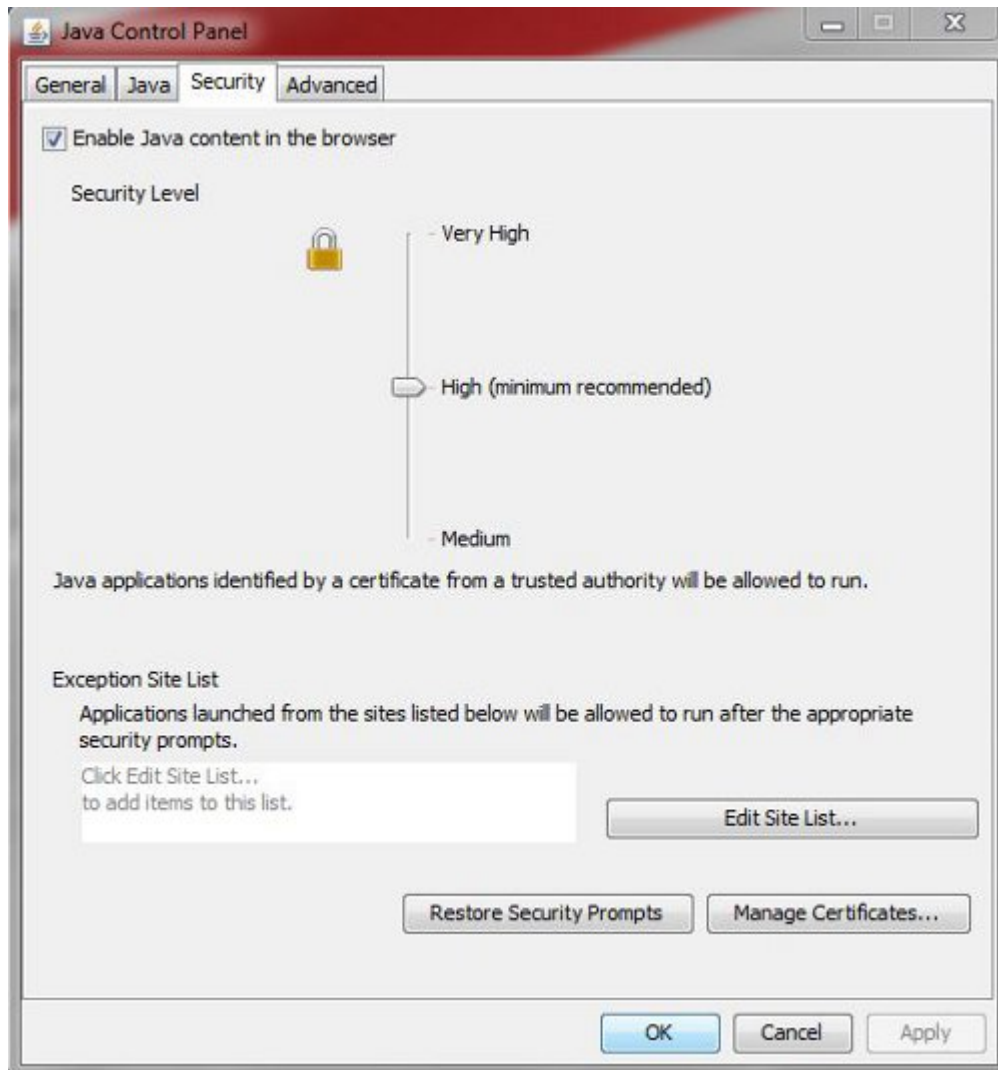 Java Control Panel
General Java Security Advanced
Enable Java content in the browser
Security Level
Very High
High (minimum recommended)
Medium
Java applications identified by a certificate from a trusted authority will be allowed to run.
Exception Site List
Applications launched from the sites listed below will be allowed to run after the appropriate
security prompts.
Click Edit Site List...
to add items to this list.
Edit Site List...
Restore Security Prompts Manage Certificates...
OK Cancel Apply